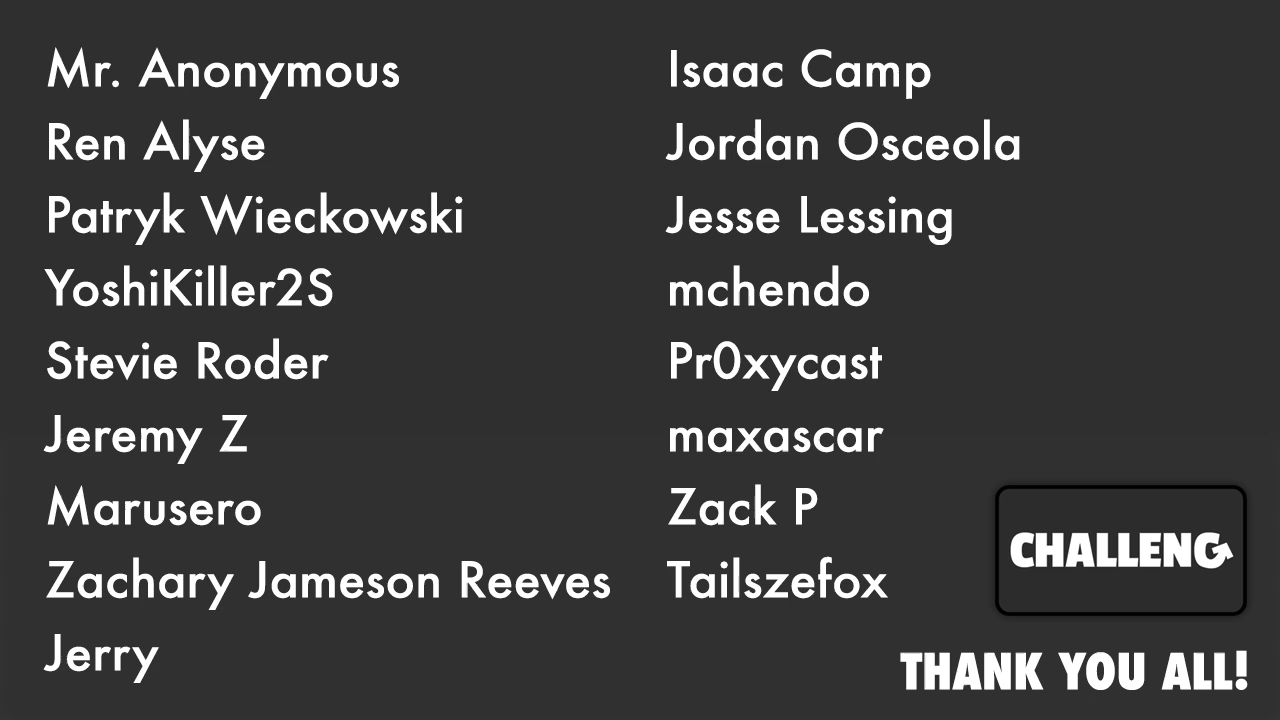 Mr. Anonymous
Ren Alyse
Patryk Wieckowski
YoshiKiller2S
Stevie Roder
Jeremy Z
Marusero
Zachary Jameson Reeves
Jerry
Isaac Camp
Jordan Osceola
Jesse Lessing
mchendo
Pr0xycast
maxascar
Zack P
Tailszefox
CHALLENG
THANK YOU ALL!